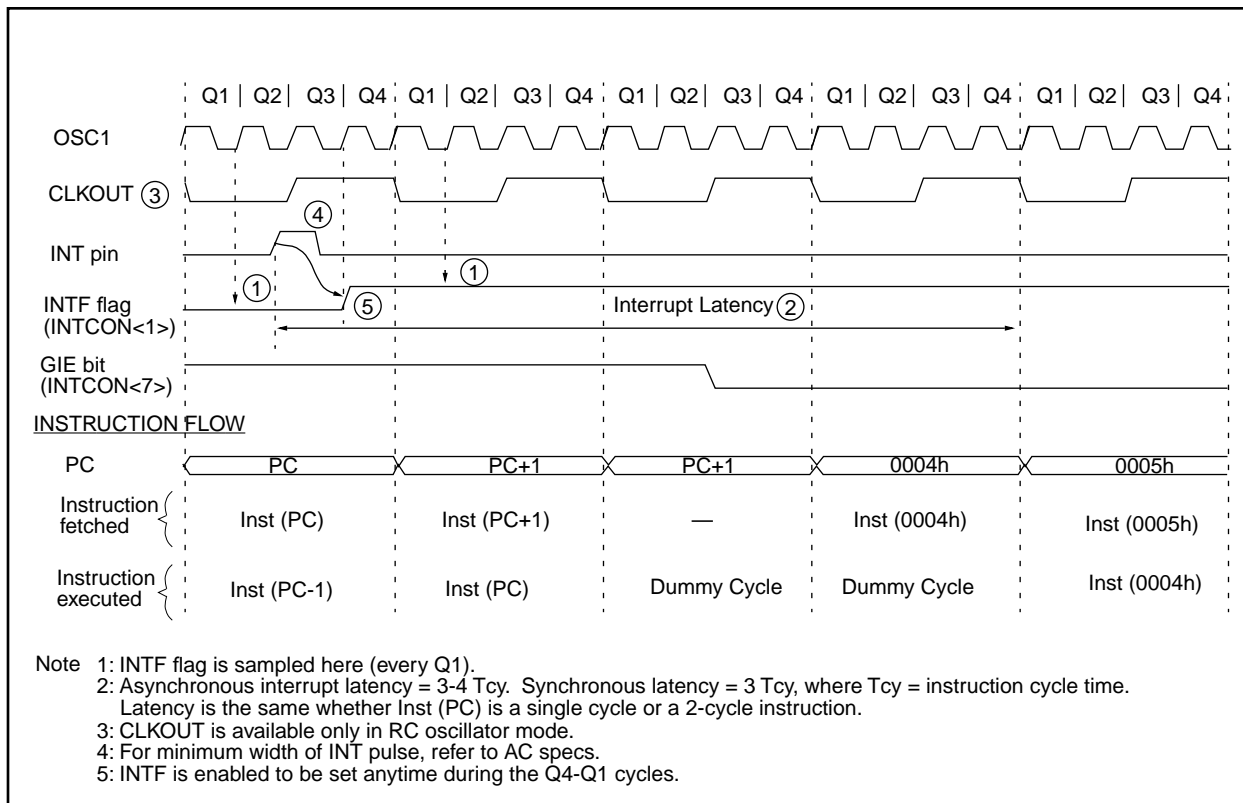 Q1 | Q2 | Q3 | Q4 Q1 | Q2 | Q3 | Q4 Q1 | Q2 | Q3 | Q4 Q1 | Q2 | Q3 | Q4 Q1 | Q2 | Q3 | Q4
OSC1
CLKOUT 3
4
INT pin
1
1
INTF flag
(INTCON<1>)
5
Interrupt Latency 2
GIE bit
(INTCON<7>)
INSTRUCTION FLOW
PC PC PC+1 PC+1 0004h 0005h
Instruction
fetched
Inst (PC) Inst (PC+1) — Inst (0004h) Inst (0005h)
Instruction
executed
Inst (PC-1) Inst (PC) Dummy Cycle Dummy Cycle Inst (0004h)
Note 1: INTF flag is sampled here (every Q1).
2: Asynchronous interrupt latency = 3-4 Tcy. Synchronous latency = 3 Tcy, where Tcy = instruction cycle time.
Latency is the same whether Inst (PC) is a single cycle or a 2-cycle instruction.
3: CLKOUT is available only in RC oscillator mode.
4: For minimum width of INT pulse, refer to AC specs.
5: INTF is enabled to be set anytime during the Q4-Q1 cycles.